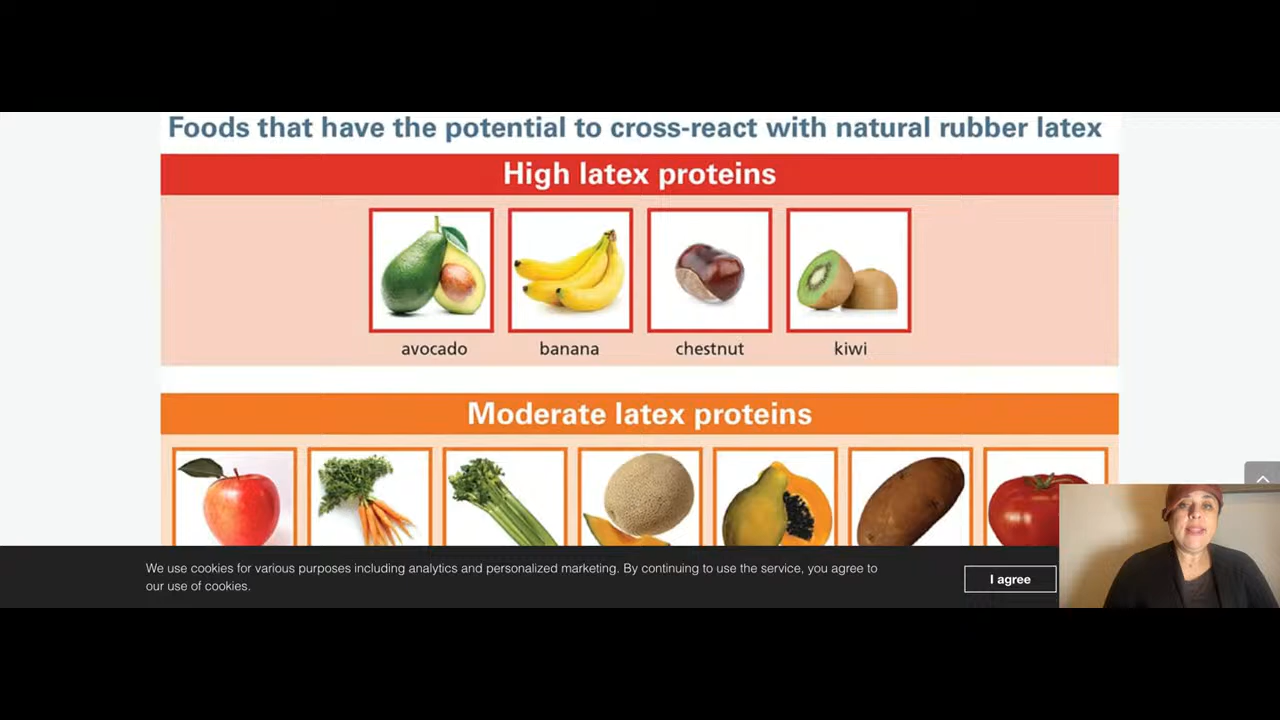 Foods that have the potential to cross-react with natural rubber latex
High latex proteins
avocado
banana
chestnut
kiwi
Moderate latex proteins
We use cookies for various purposes including analytics and personalized marketing. By continuing to use the service, you agree to
our use of cookies.
I agree